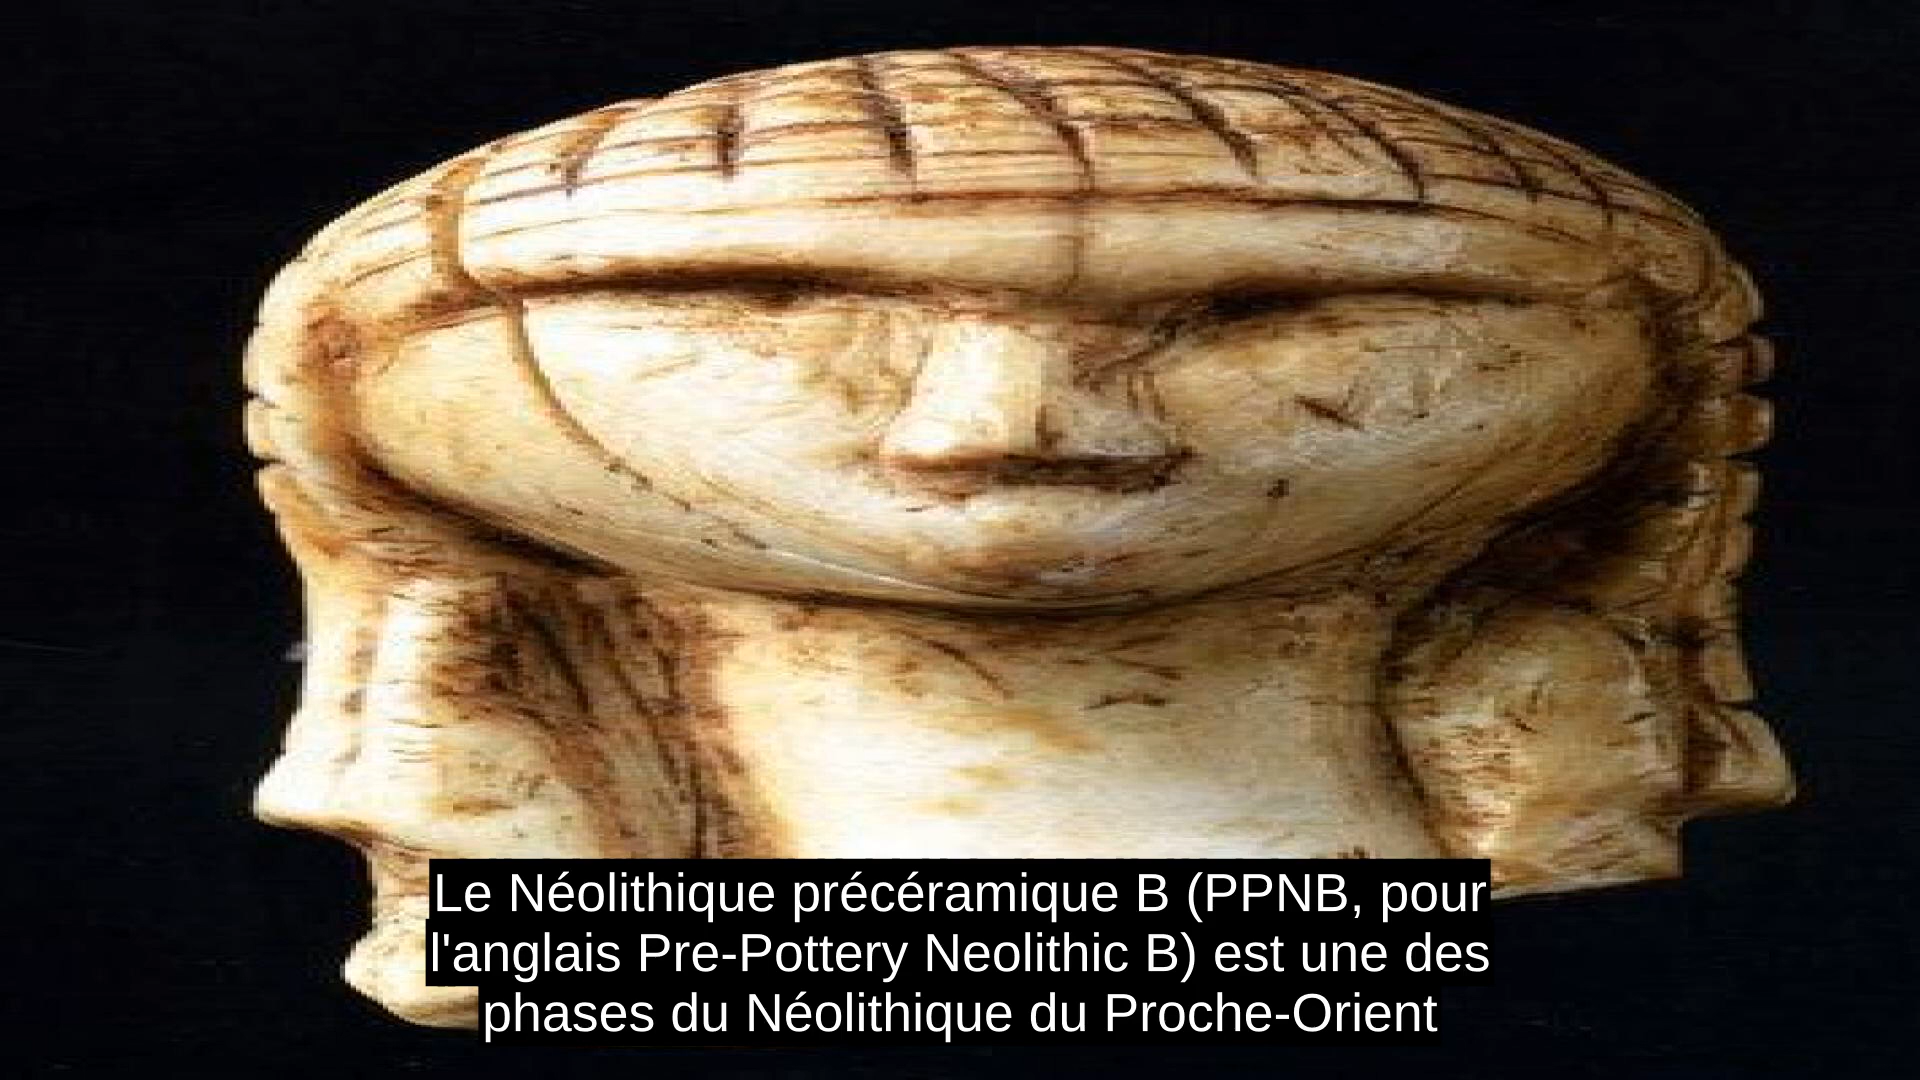 Le Néolithique précéramique B (PPNB, pour
l'anglais Pre-Pottery Neolithic B) est une des
phases du Néolithique du Proche-Orient